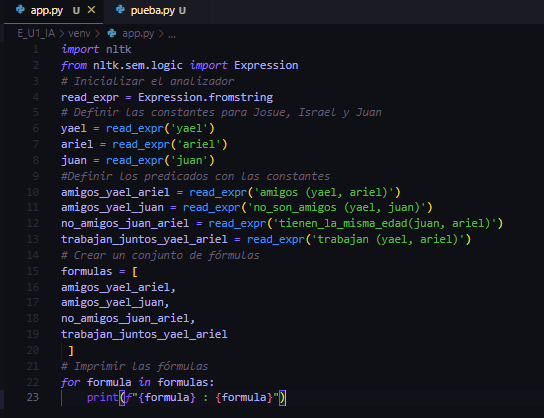 app.py U × pueba.py U
E_U1_IA > venv > app.py > ...
1 import nltk
2 from nltk.sem.logic import Expression
3 # Inicializar el analizador
4 read_expr = Expression.fromstring
5 # Definir las constantes para Josue, Israel y Juan
6 yael = read_expr('yael')
7 ariel = read_expr('ariel')
8 juan = read_expr('juan')
9 #Definir los predicados con las constantes
10 amigos_yael_ariel = read_expr('amigos (yael, ariel)')
11 amigos_yael_juan = read_expr('no_son_amigos (yael, juan)')
12 no_amigos_juan_ariel = read_expr('tienen_la_misma_edad(juan, ariel)')
13 trabajan_juntos_yael_ariel = read_expr('trabajan (yael, ariel)')
14 # Crear un conjunto de fórmulas
15 formulas = [
16 amigos_yael_ariel,
17 amigos_yael_juan,
18 no_amigos_juan_ariel,
19 trabajan_juntos_yael_ariel
20 ]
21 # Imprimir las fórmulas
22 for formula in formulas:
23 print(f"{formula} : {formula}")